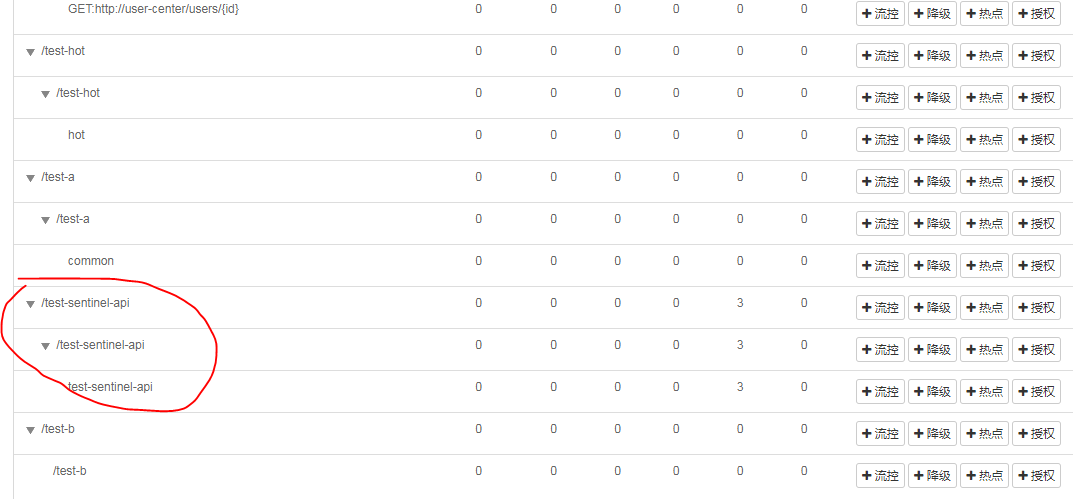 GET:http://user-center/users/{id} 0 0 0 0 0 0 流控 降级 热点 授权
/test-hot 0 0 0 0 0 0 流控 降级 热点 授权
/test-hot 0 0 0 0 0 0 流控 降级 热点 授权
hot 0 0 0 0 0 0 流控 降级 热点 授权
/test-a 0 0 0 0 0 0 流控 降级 热点 授权
/test-a 0 0 0 0 0 0 流控 降级 热点 授权
common 0 0 0 0 0 0 流控 降级 热点 授权
/test-sentinel-api 0 0 0 0 3 0 流控 降级 热点 授权
/test-sentinel-api 0 0 0 0 3 0 流控 降级 热点 授权
test-sentinel-api 0 0 0 0 3 0 流控 降级 热点 授权
/test-b 0 0 0 0 0 0 流控 降级 热点 授权
/test-b 0 0 0 0 0 0 流控 降级 热点 授权